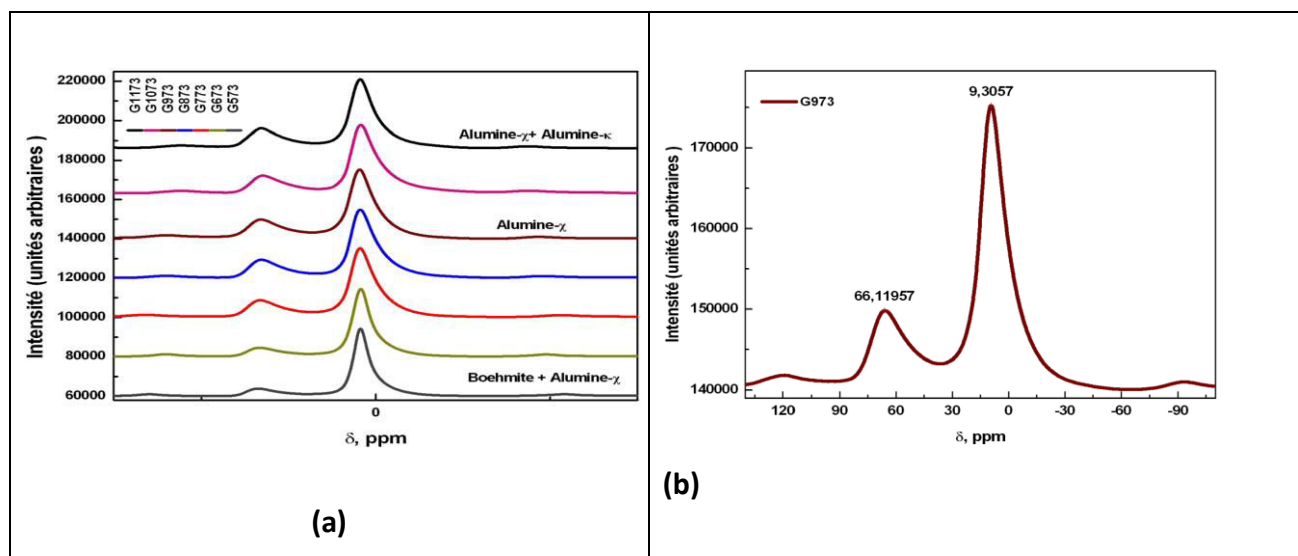 220000
200000
180000
160000
140000
120000
100000
80000
60000
Intensité (unités arbitraires )
G1173
G1073
G973
G873
G773
G673
G573
Alumine-χ+ Alumine-κ
Alumine-χ
Boehmite + Alumine-χ
0
δ, ppm
(a)
170000
160000
150000
140000
Intensité (unités arbitraires )
G973
9,3057
66,11957
120 90 60 30 0 -30 -60 -90
δ, ppm
(b)